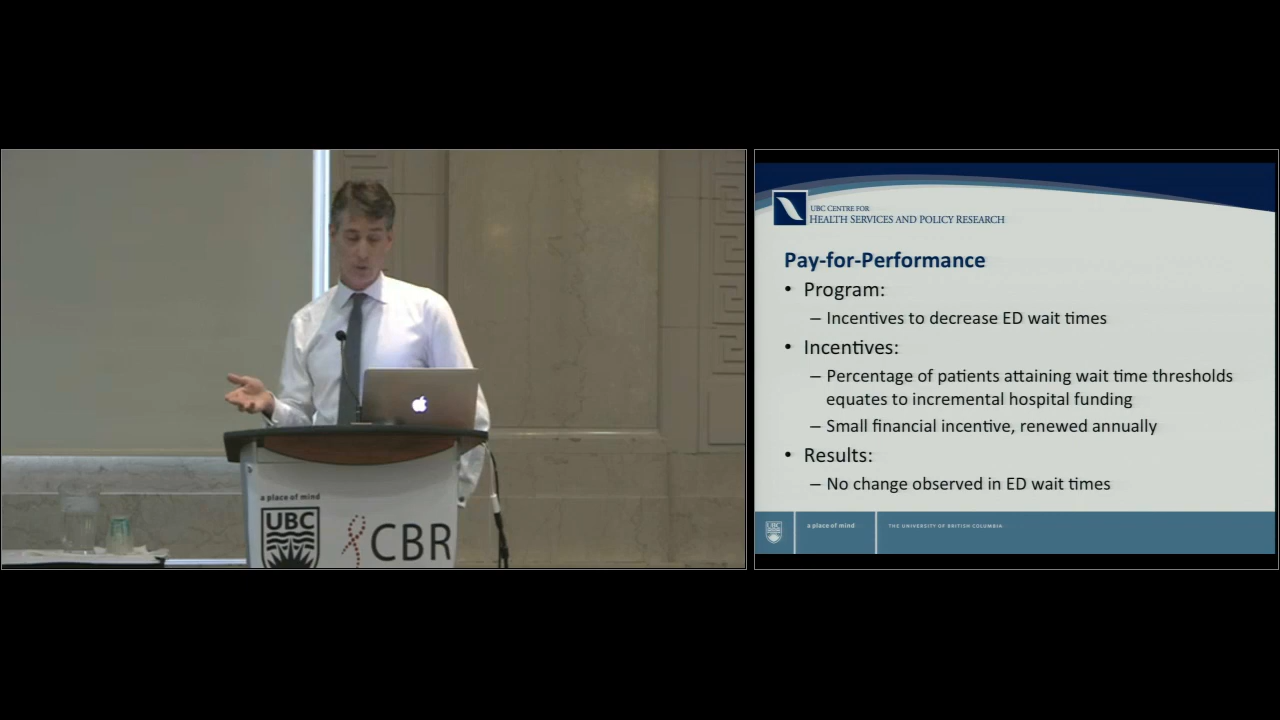 a place of mind
UBC
CBR
UBC CENTRE FOR
HEALTH SERVICES AND POLICY RESEARCH
Pay-for-Performance
• Program:
– Incentives to decrease ED wait times
• Incentives:
– Percentage of patients attaining wait time thresholds
equates to incremental hospital funding
– Small financial incentive, renewed annually
• Results:
– No change observed in ED wait times
UBC
a place of mind
THE UNIVERSITY OF BRITISH COLUMBIA